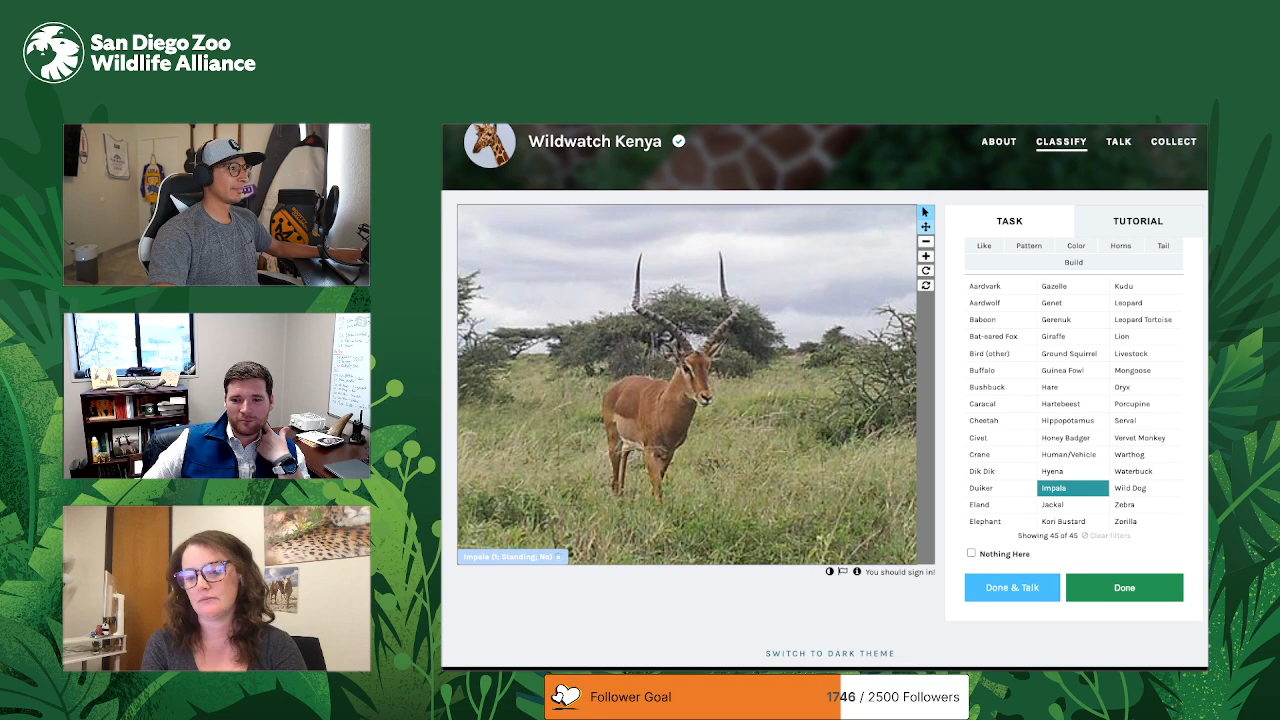 San Diego Zoo
Wildlife Alliance
Wildwatch Kenya
ABOUT
CLASSIFY
TALK
COLLECT
TASK
TUTORIAL
Like
Pattern
Color
Horns
Tail
Build
Aardvark
Gazelle
Kudu
Aardwolf
Genet
Leopard
Baboon
Gerenuk
Leopard Tortoise
Bat-eared Fox
Giraffe
Lion
Bird (other)
Ground Squirrel
Livestock
Buffalo
Guinea Fowl
Mongoose
Bushbuck
Hare
Oryx
Caracal
Hartebeest
Porcupine
Cheetah
Hippopotamus
Serval
Civet
Honey Badger
Vervet Monkey
Crane
Human/Vehicle
Warthog
Dik Dik
Hyena
Waterbuck
Duiker
Impala
Wild Dog
Eland
Jackal
Zebra
Elephant
Kori Bustard
Zorilla
Showing 45 of 45
Clear filters
Nothing Here
Done & Talk
Done
Impala (1; Standing; No) ×
You should sign in!
SWITCH TO DARK THEME
Follower Goal
1746 / 2500 Followers